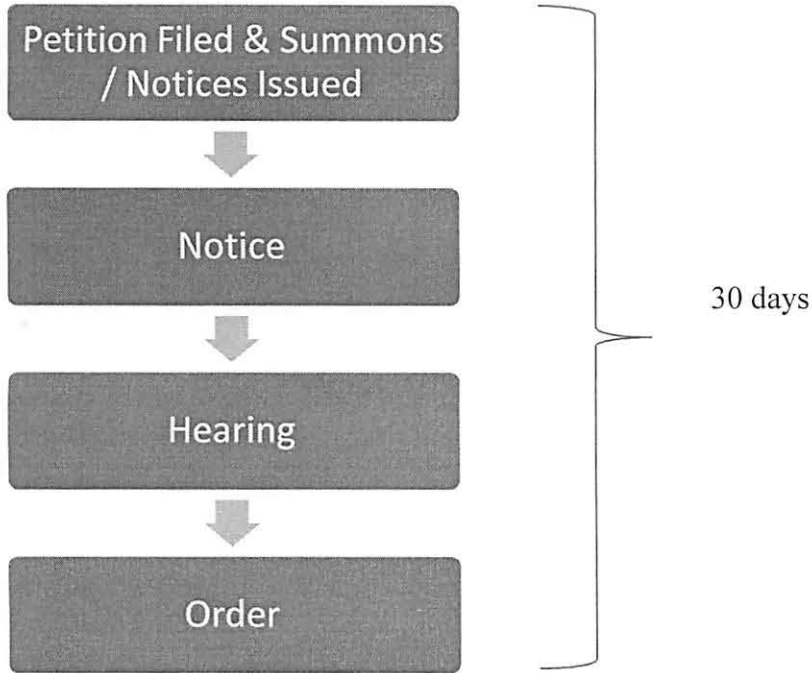 Petition Filed & Summons
/ Notices Issued
Notice
30 days
Hearing
Order